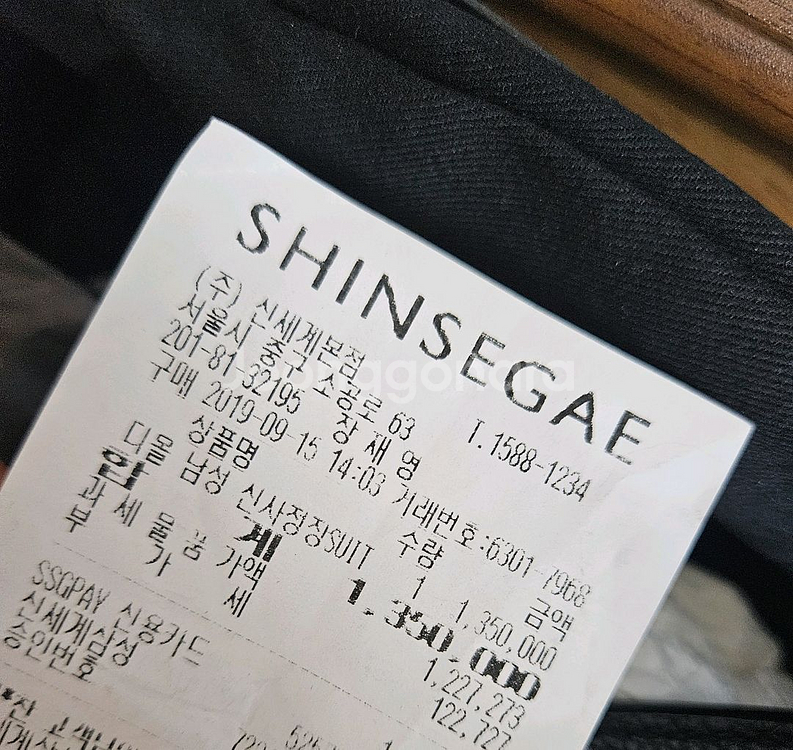 SHINSEGAE
(주) 신세계본점 T.1588-1234
서울시 중구 소공로 63
201-81-32195 장재영
구매 2019-09-15 14:03 거래번호:6301-7968
상품명 수량 금액
디올 남성 신사정장SUIT 1 1,350,000
합 계 1,350,000
과 세 물 품 가액 1,227,273
부 가 세 122,727
SSGPAY 신용카드
신세계삼성
승인번호
Joonggonara